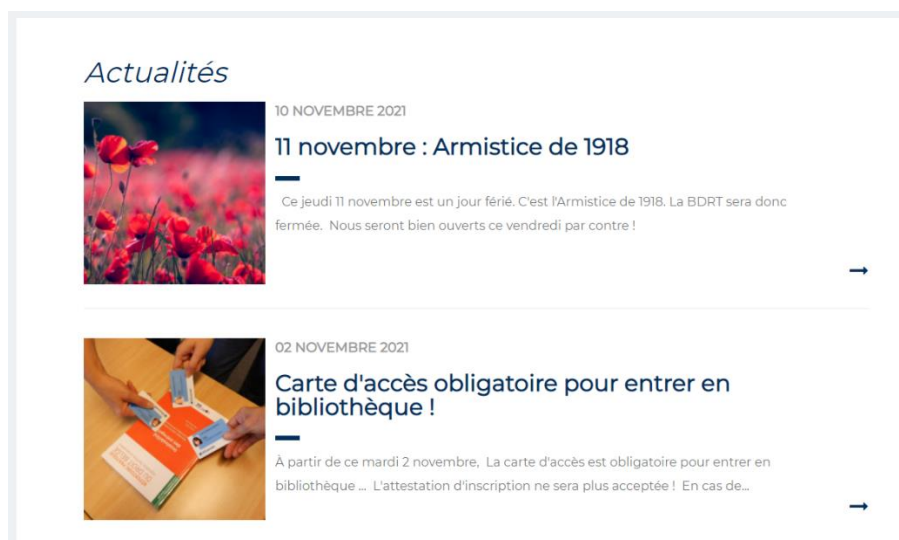 Actualités
10 NOVEMBRE 2021
11 novembre : Armistice de 1918
Ce jeudi 11 novembre est un jour férié. C'est l'Armistice de 1918. La BDRT sera donc
fermée. Nous seront bien ouverts ce vendredi par contre !
02 NOVEMBRE 2021
Carte d'accès obligatoire pour entrer en
bibliothèque !
À partir de ce mardi 2 novembre, La carte d'accès est obligatoire pour entrer en
bibliothèque ... L'attestation d'inscription ne sera plus acceptée ! En cas de...